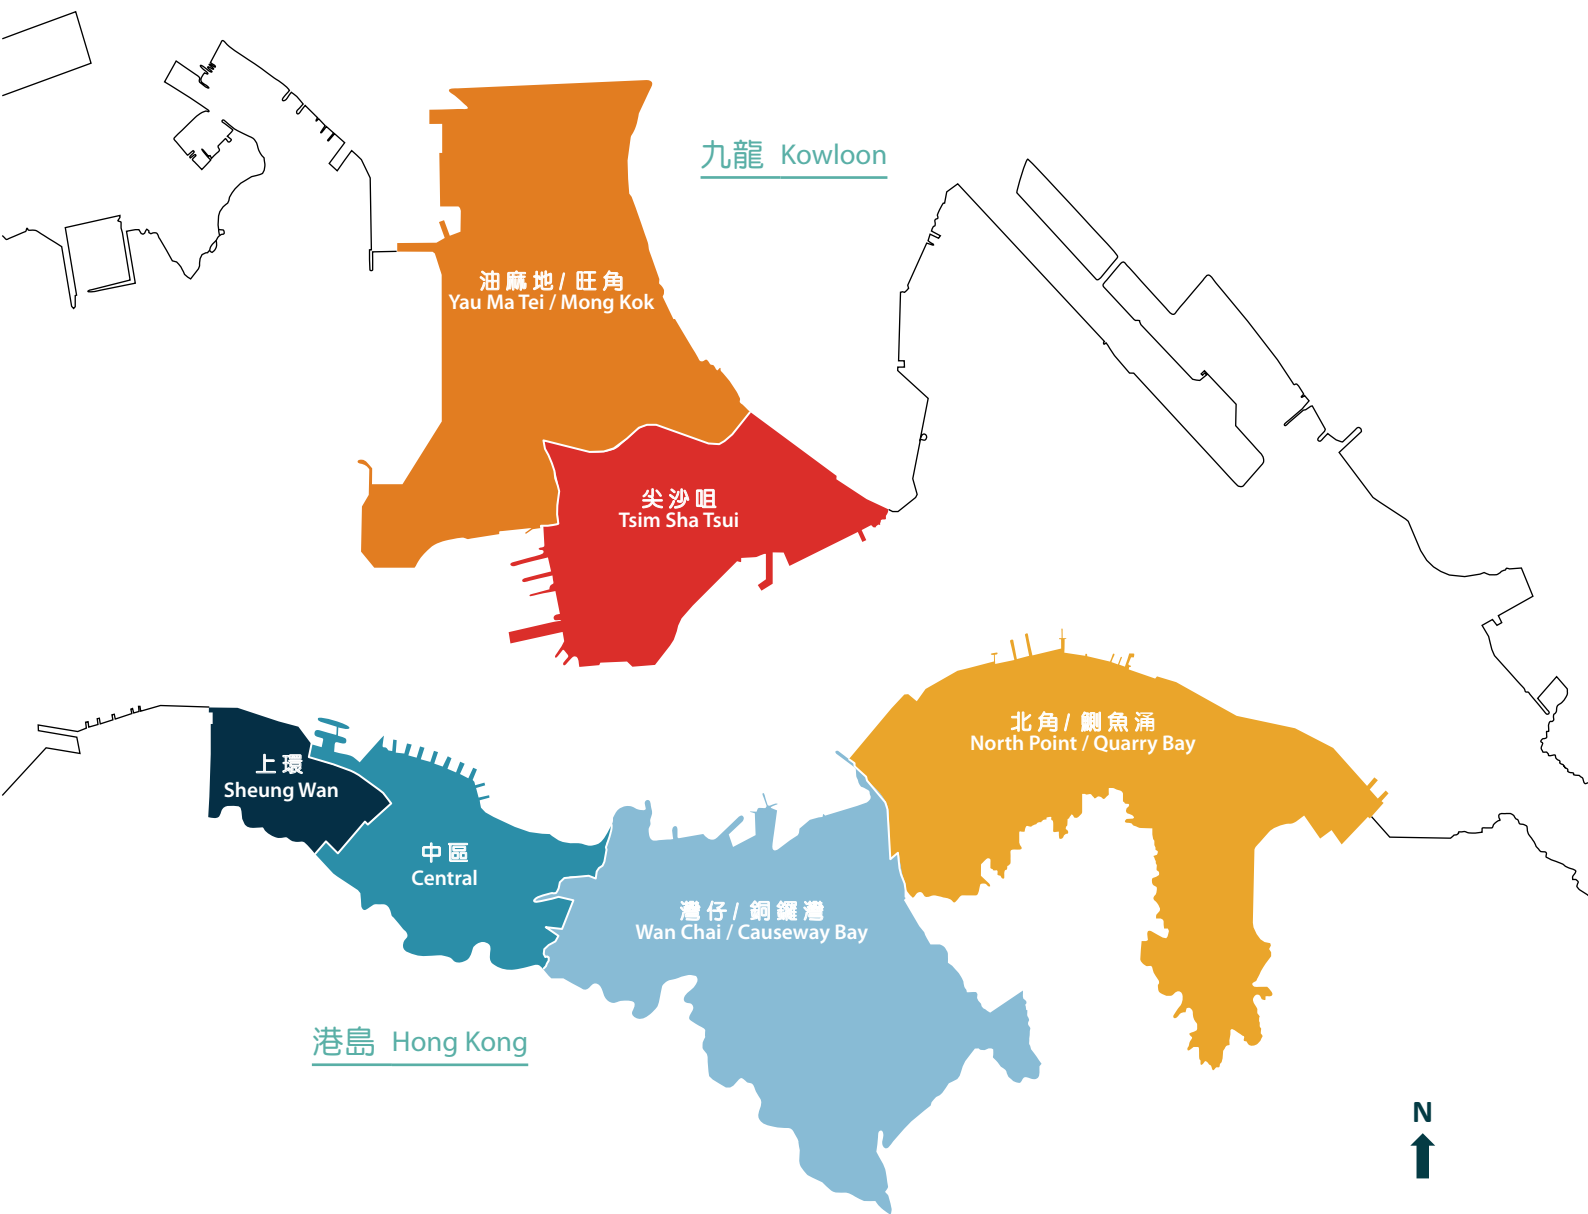 九龍 Kowloon
油麻地 / 旺角
Yau Ma Tei / Mong Kok
尖沙咀
Tsim Sha Tsui
北角 / 鰂魚涌
North Point / Quarry Bay
上環
Sheung Wan
中區
Central
灣仔 / 銅鑼灣
Wan Chai / Causeway Bay
港島 Hong Kong
N